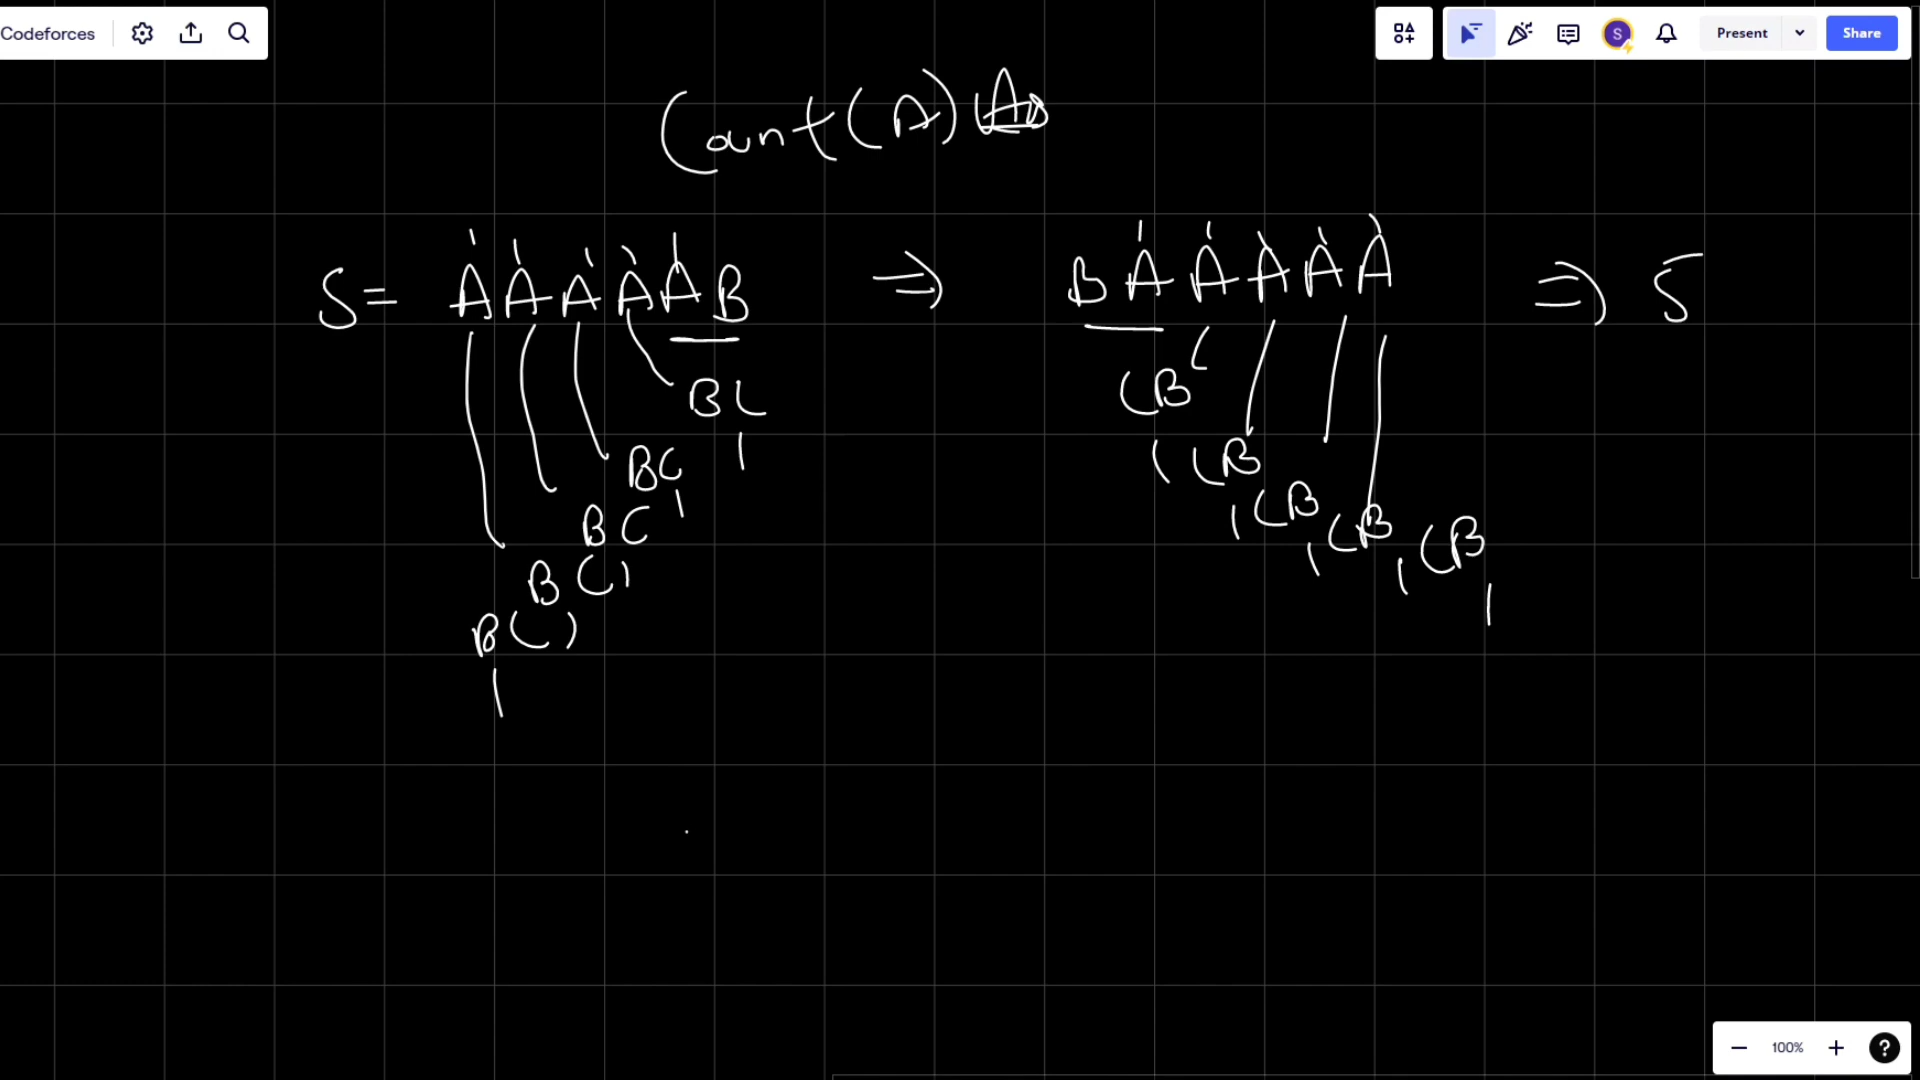 Codeforces
S
Present
Share
Count(A)
S= AAAAAB ⇒ BAAAAA ⇒ 5
BC
CB
BC
CB
BC
CB
CB
BC
CB
BC
100%
?